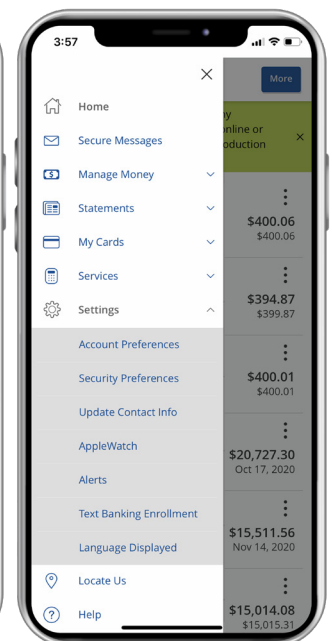 3:57
More
Home
Secure Messages
Manage Money
Statements
My Cards
Services
Settings
Account Preferences
Security Preferences
Update Contact Info
AppleWatch
Alerts
Text Banking Enrollment
Language Displayed
Locate Us
Help
online or
$400.06
$400.06
$394.87
$399.87
$400.01
$400.01
$20,727.30
Oct 17, 2020
$15,511.56
Nov 14, 2020
$15,014.08
$15,015.31